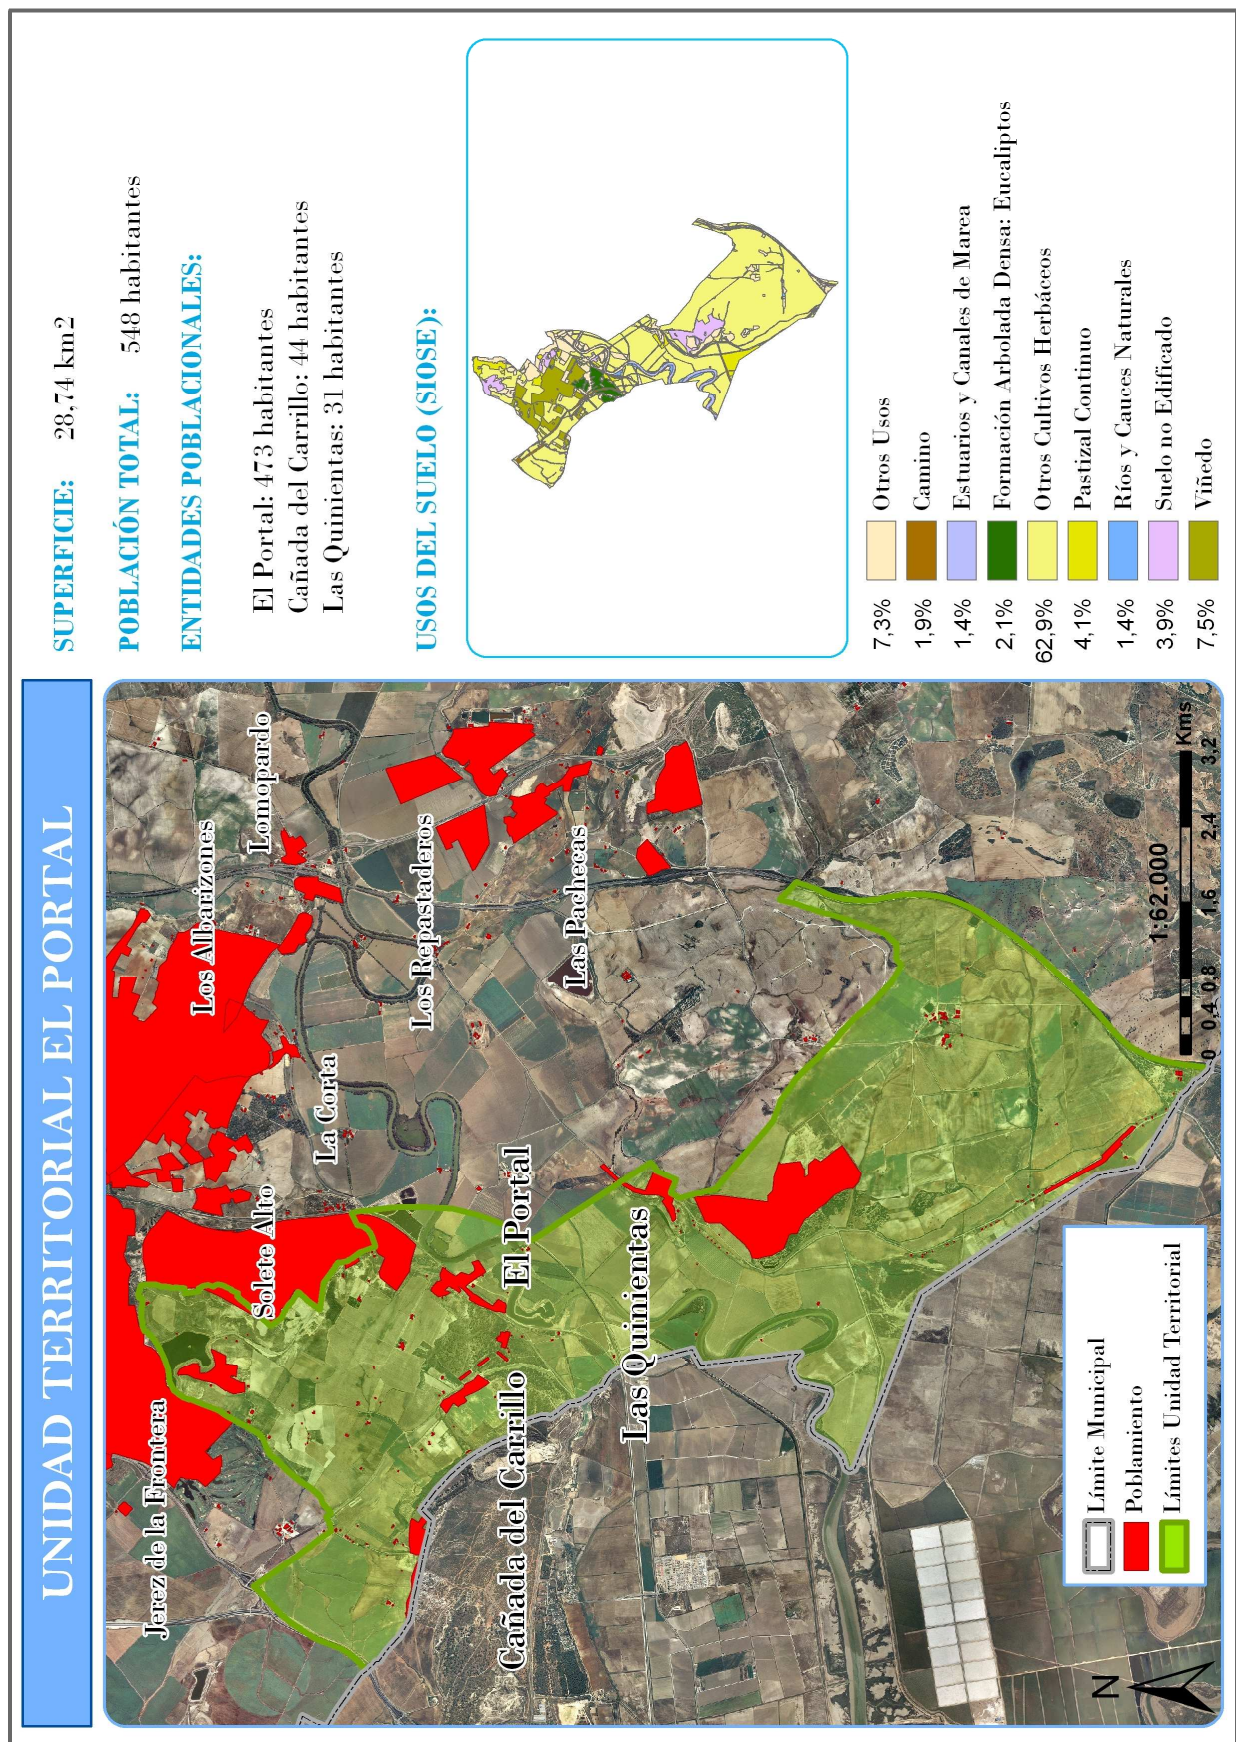 UNIDAD TERRITORIAL EL PORTAL
Jerez de la Frontera
Solete Alto
Los Albarizones
Lomopardo
La Corta
Los Repastaderos
Cañada del Carrillo
El Portal
Las Pachecas
Las Quinientas
N
Límite Municipal
Poblamiento
Límites Unidad Territorial
1:62.000
0 0,4 0,8 1,6 2,4 3,2
Kms
SUPERFICIE: 28,74 km2
POBLACIÓN TOTAL: 548 habitantes
ENTIDADES POBLACIONALES:
El Portal: 473 habitantes
Cañada del Carrillo: 44 habitantes
Las Quinientas: 31 habitantes
USOS DEL SUELO (SIOSE):
7,3% Otros Usos
1,9% Camino
1,4% Estuarios y Canales de Marea
2,1% Formación Arbolada Densa: Eucaliptos
62,9% Otros Cultivos Herbáceos
4,1% Pastizal Continuo
1,4% Ríos y Cauces Naturales
3,9% Suelo no Edificado
7,5% Viñedo